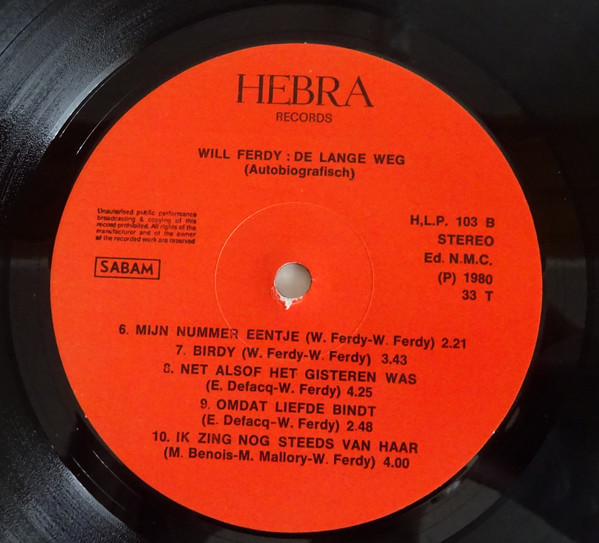 HEBRA
RECORDS
WILL FERDY : DE LANGE WEG
(Autobiografisch)
Unauthorised public performance
broadcasting & copying of this
record prohibited. All rights of the
manufacturer and of the owner
of the recorded work are reserved
SABAM
H.L.P. 103 B
STEREO
Ed. N.M.C.
(P) 1980
33 T
6. MIJN NUMMER EENTJE (W. Ferdy-W. Ferdy) 2.21
7. BIRDY (W. Ferdy-W. Ferdy) 3.43
8. NET ALSOF HET GISTEREN WAS
(E. Defacq-W. Ferdy) 4.25
9. OMDAT LIEFDE BINDT
(E. Defacq-W. Ferdy) 2.48
10. IK ZING NOG STEEDS VAN HAAR
(M. Benois-M. Mallory-W. Ferdy) 4.00